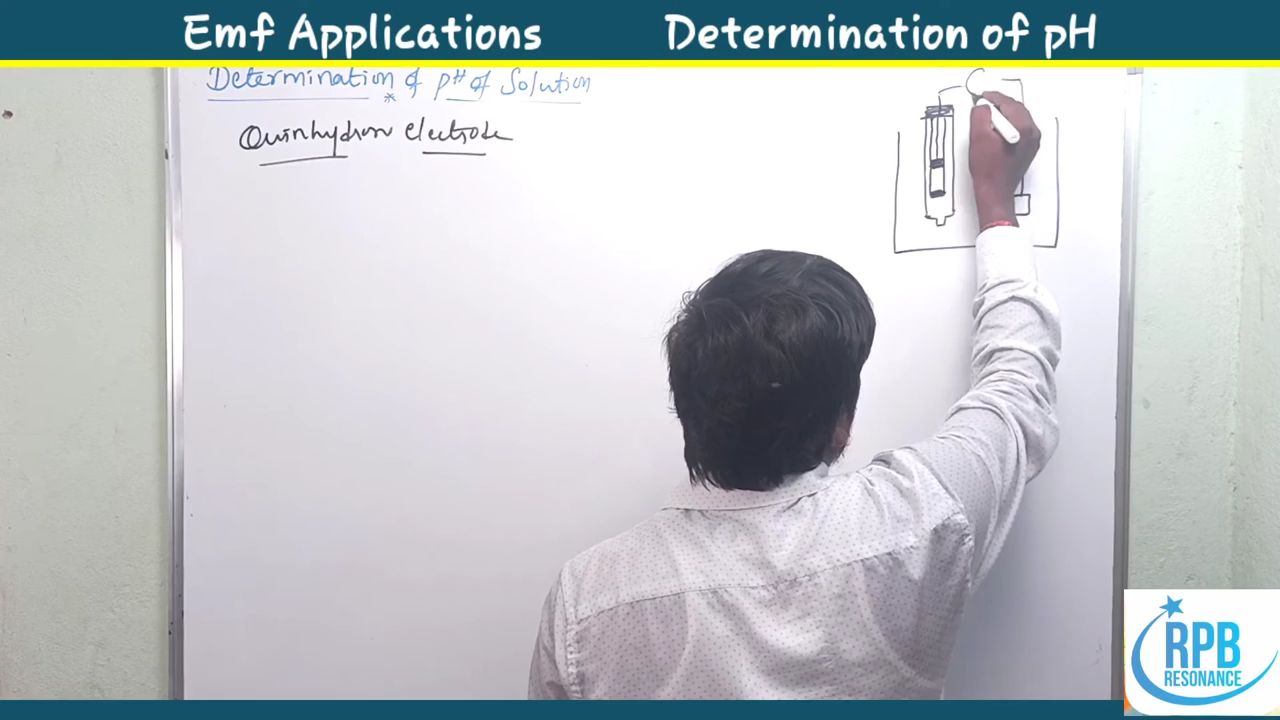 Emf Applications Determination of pH
Determination of pH of Solution
*
Quinhydron electrode
RPB
RESONANCE